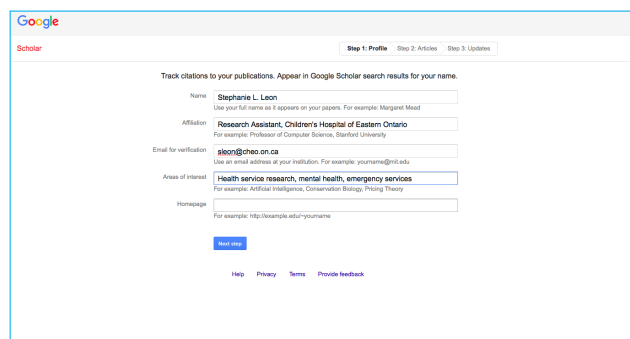 Google
Scholar
Step 1: Profile Step 2: Articles Step 3: Updates
Track citations to your publications. Appear in Google Scholar search results for your name.
Name Stephanie L. Leon
Use your full name as it appears on your papers. For example: Margaret Mead
Affiliation Research Assistant, Children's Hospital of Eastern Ontario
For example: Professor of Computer Science, Stanford University
Email for verification sleon@cheo.on.ca
Use an email address at your institution. For example: yourname@mit.edu
Areas of interest Health service research, mental health, emergency services
For example: Artificial Intelligence, Conservation Biology, Pricing Theory
Homepage
For example: http://example.edu/~yourname
Next step
Help Privacy Terms Provide feedback